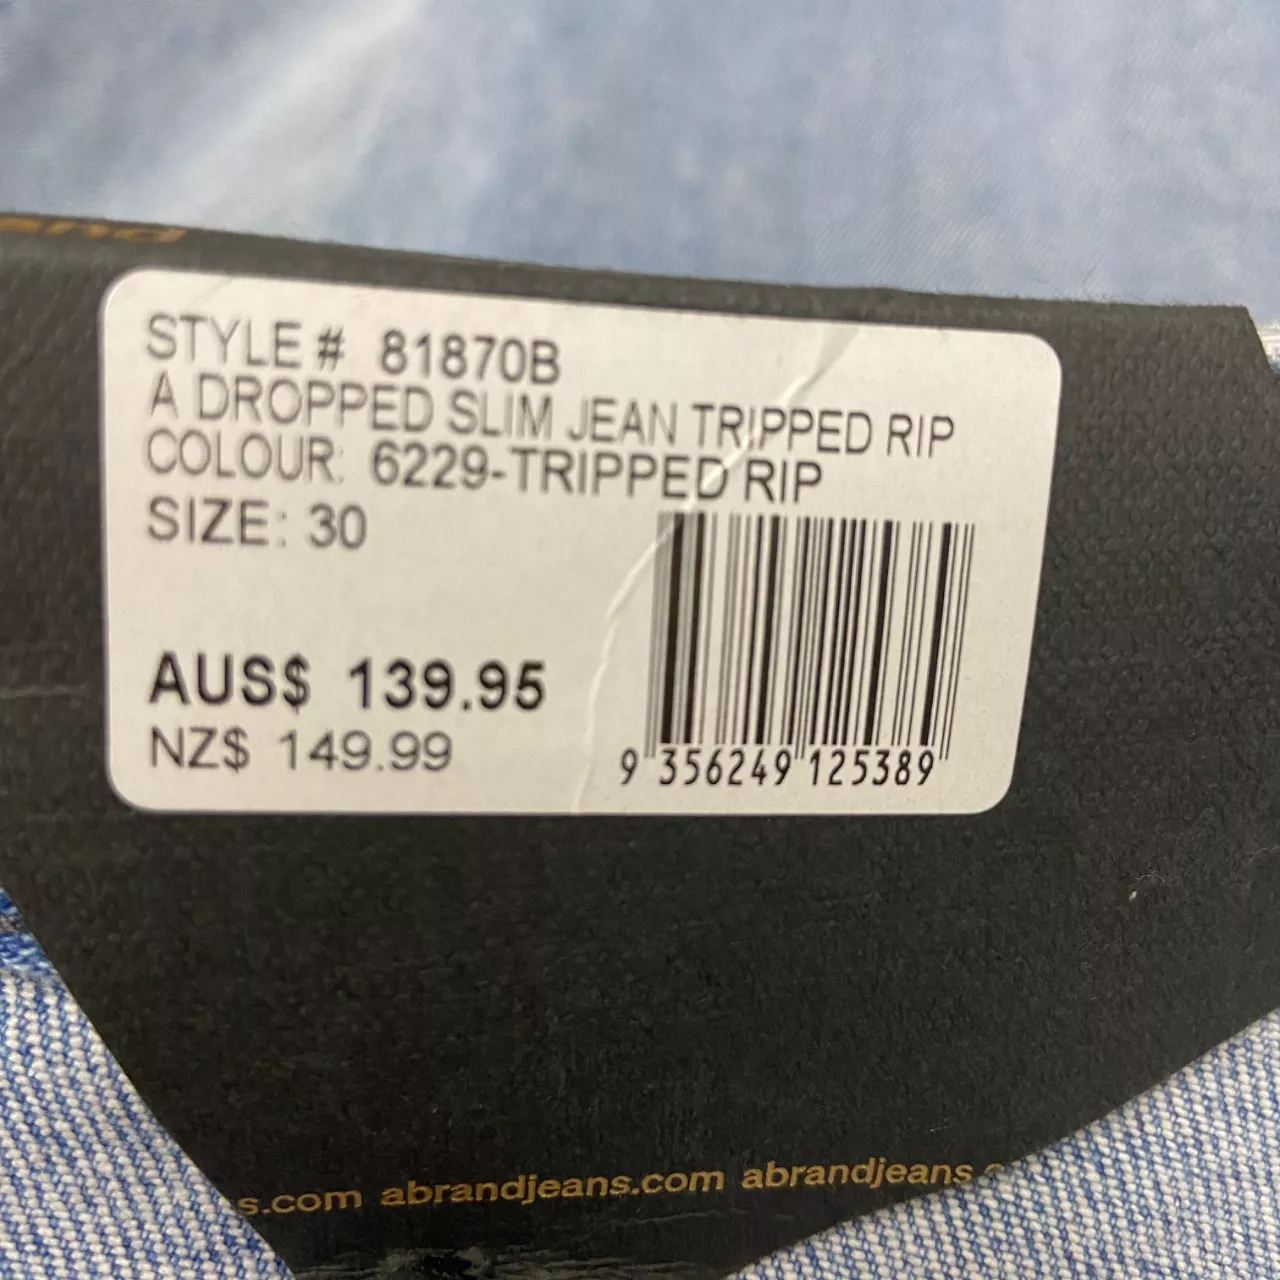 STYLE # 81870B
A DROPPED SLIM JEAN TRIPPED RIP
COLOUR: 6229-TRIPPED RIP
SIZE: 30
AUS$ 139.95
NZ$ 149.99
9 356249 125389
s.com abrandjeans.com abrandjeans.c